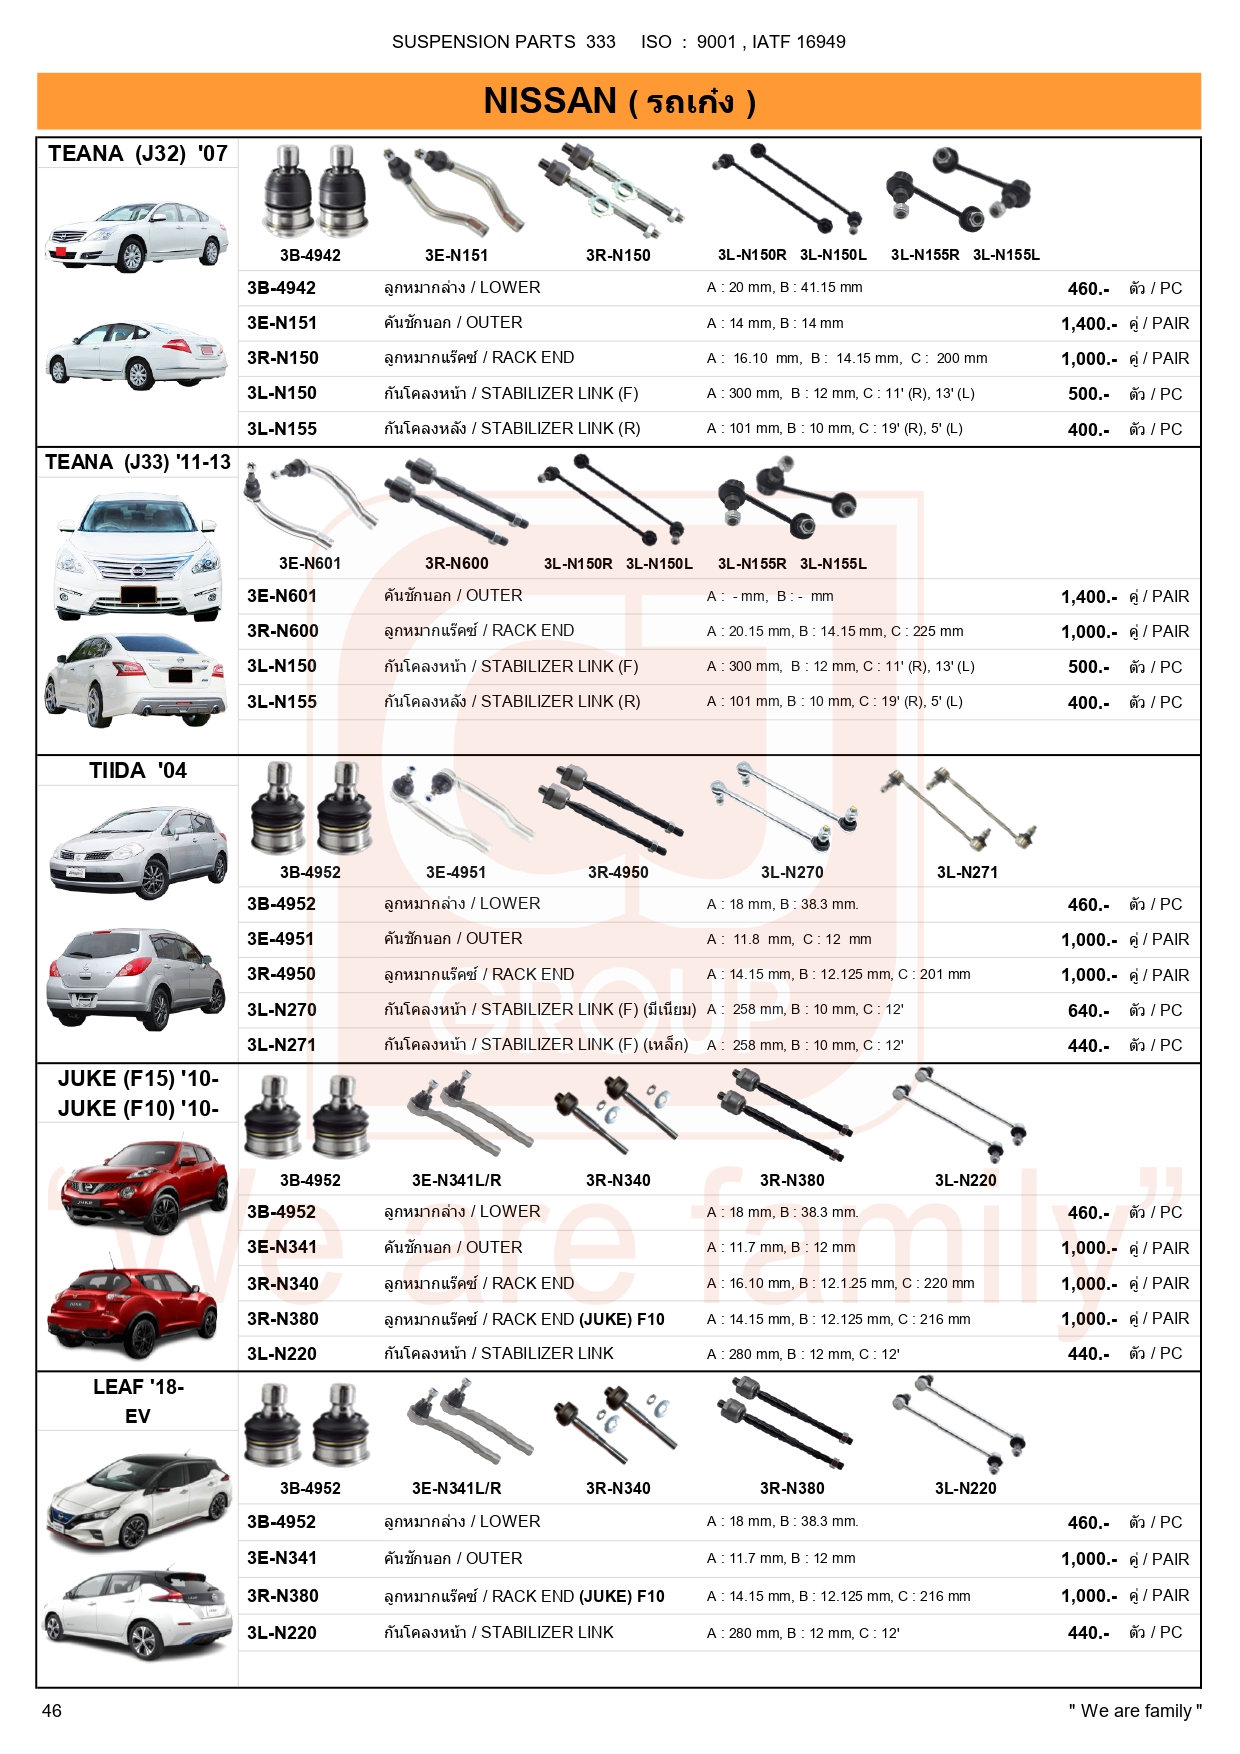 SUSPENSION PARTS  333     ISO  :  9001 , IATF 16949
NISSAN ( รถเก๋ง )
TEANA  (J32)  '07
3B-4942 3E-N151 3R-N150 3L-N150R 3L-N150L 3L-N155R 3L-N155L
3B-4942 ลูกหมากล่าง / LOWER A : 20 mm, B : 41.15 mm 460.- ตัว / PC
3E-N151 คันชักนอก / OUTER A : 14 mm, B : 14 mm 1,400.- คู่ / PAIR
3R-N150 ลูกหมากแร๊คซ์ / RACK END A :  16.10  mm,  B :  14.15 mm,  C :  200 mm 1,000.- คู่ / PAIR
3L-N150 กันโคลงหน้า / STABILIZER LINK (F) A : 300 mm,  B : 12 mm, C : 11' (R), 13' (L) 500.- ตัว / PC
3L-N155 กันโคลงหลัง / STABILIZER LINK (R) A : 101 mm, B : 10 mm, C : 19' (R), 5' (L) 400.- ตัว / PC
TEANA  (J33) '11-13
3E-N601 3R-N600 3L-N150R 3L-N150L 3L-N155R 3L-N155L
3E-N601 คันชักนอก / OUTER A :  - mm,  B : -  mm 1,400.- คู่ / PAIR
3R-N600 ลูกหมากแร๊คซ์ / RACK END A : 20.15 mm, B : 14.15 mm, C : 225 mm 1,000.- คู่ / PAIR
3L-N150 กันโคลงหน้า / STABILIZER LINK (F) A : 300 mm,  B : 12 mm, C : 11' (R), 13' (L) 500.- ตัว / PC
3L-N155 กันโคลงหลัง / STABILIZER LINK (R) A : 101 mm, B : 10 mm, C : 19' (R), 5' (L) 400.- ตัว / PC
TIIDA  '04
3B-4952 3E-4951 3R-4950 3L-N270 3L-N271
3B-4952 ลูกหมากล่าง / LOWER A : 18 mm, B : 38.3 mm. 460.- ตัว / PC
3E-4951 คันชักนอก / OUTER A :  11.8  mm,  C : 12  mm 1,000.- คู่ / PAIR
3R-4950 ลูกหมากแร๊คซ์ / RACK END A : 14.15 mm, B : 12.125 mm, C : 201 mm 1,000.- คู่ / PAIR
3L-N270 กันโคลงหน้า / STABILIZER LINK (F) (มีเนียม) A :  258 mm, B : 10 mm, C : 12' 640.- ตัว / PC
3L-N271 กันโคลงหน้า / STABILIZER LINK (F) (เหล็ก) A :  258 mm, B : 10 mm, C : 12' 440.- ตัว / PC
GROUP
JUKE (F15) '10-
JUKE (F10) '10-
3B-4952 3E-N341L/R 3R-N340 3R-N380 3L-N220
3B-4952 ลูกหมากล่าง / LOWER A : 18 mm, B : 38.3 mm. 460.- ตัว / PC
3E-N341 คันชักนอก / OUTER A : 11.7 mm, B : 12 mm 1,000.- คู่ / PAIR
3R-N340 ลูกหมากแร๊คซ์ / RACK END A : 16.10 mm, B : 12.1.25 mm, C : 220 mm 1,000.- คู่ / PAIR
3R-N380 ลูกหมากแร๊คซ์ / RACK END (JUKE) F10 A : 14.15 mm, B : 12.125 mm, C : 216 mm 1,000.- คู่ / PAIR
3L-N220 กันโคลงหน้า / STABILIZER LINK A : 280 mm, B : 12 mm, C : 12' 440.- ตัว / PC
“We are family”
LEAF '18-
EV
3B-4952 3E-N341L/R 3R-N340 3R-N380 3L-N220
3B-4952 ลูกหมากล่าง / LOWER A : 18 mm, B : 38.3 mm. 460.- ตัว / PC
3E-N341 คันชักนอก / OUTER A : 11.7 mm, B : 12 mm 1,000.- คู่ / PAIR
3R-N380 ลูกหมากแร๊คซ์ / RACK END (JUKE) F10 A : 14.15 mm, B : 12.125 mm, C : 216 mm 1,000.- คู่ / PAIR
3L-N220 กันโคลงหน้า / STABILIZER LINK A : 280 mm, B : 12 mm, C : 12' 440.- ตัว / PC
46
" We are family "